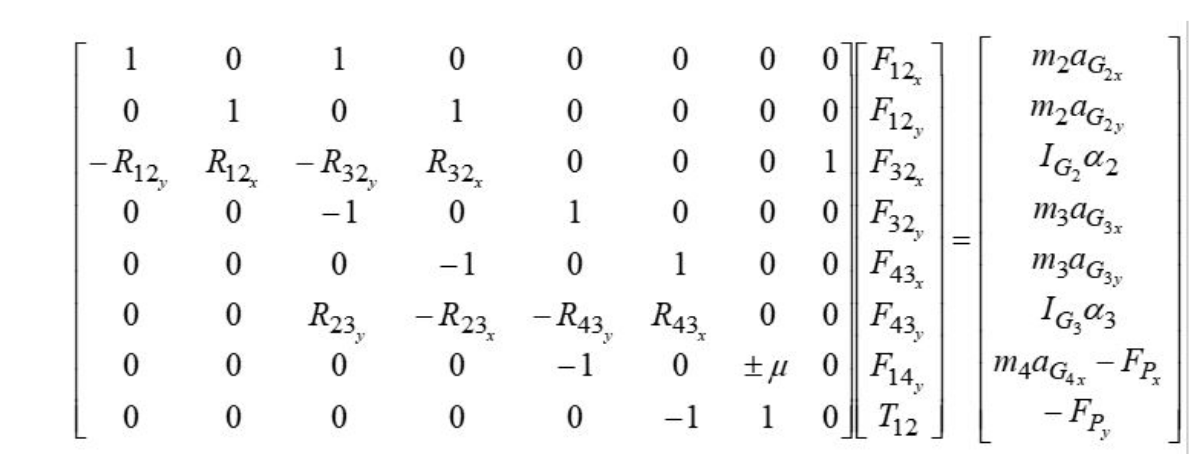 1 0 1 0 0 0 0 0 F12x m2aG2x
0 1 0 1 0 0 0 0 F12y m2aG2y
−R12y R12x −R32y R32x 0 0 0 1 F32x IG2α2
0 0 −1 0 1 0 0 0 F32y m3aG3x
0 0 0 −1 0 1 0 0 F43x = m3aG3y
0 0 R23y −R23x −R43y R43x 0 0 F43y IG3α3
0 0 0 0 −1 0 ±μ 0 F14y m4aG4x − FPx
0 0 0 0 0 −1 1 0 T12 −FPy